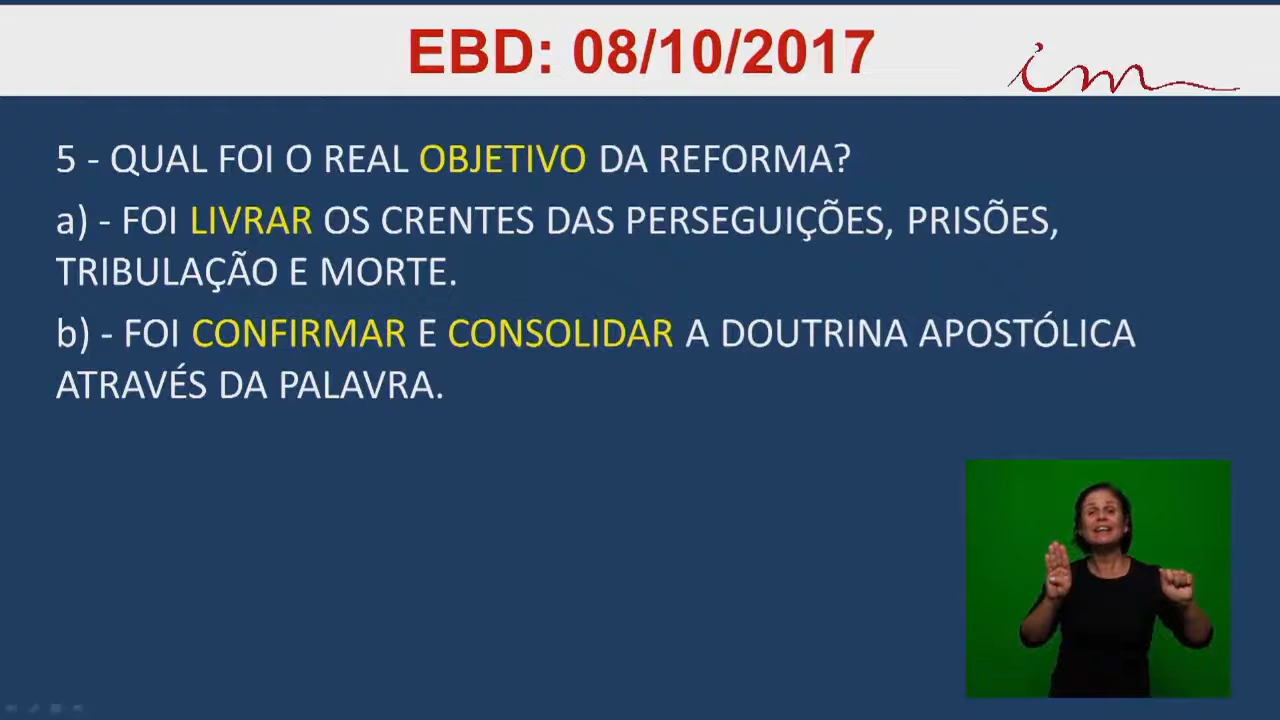 EBD: 08/10/2017
im
5 - QUAL FOI O REAL OBJETIVO DA REFORMA?
a) - FOI LIVRAR OS CRENTES DAS PERSEGUIÇÕES, PRISÕES,
TRIBULAÇÃO E MORTE.
b) - FOI CONFIRMAR E CONSOLIDAR A DOUTRINA APOSTÓLICA
ATRAVÉS DA PALAVRA.